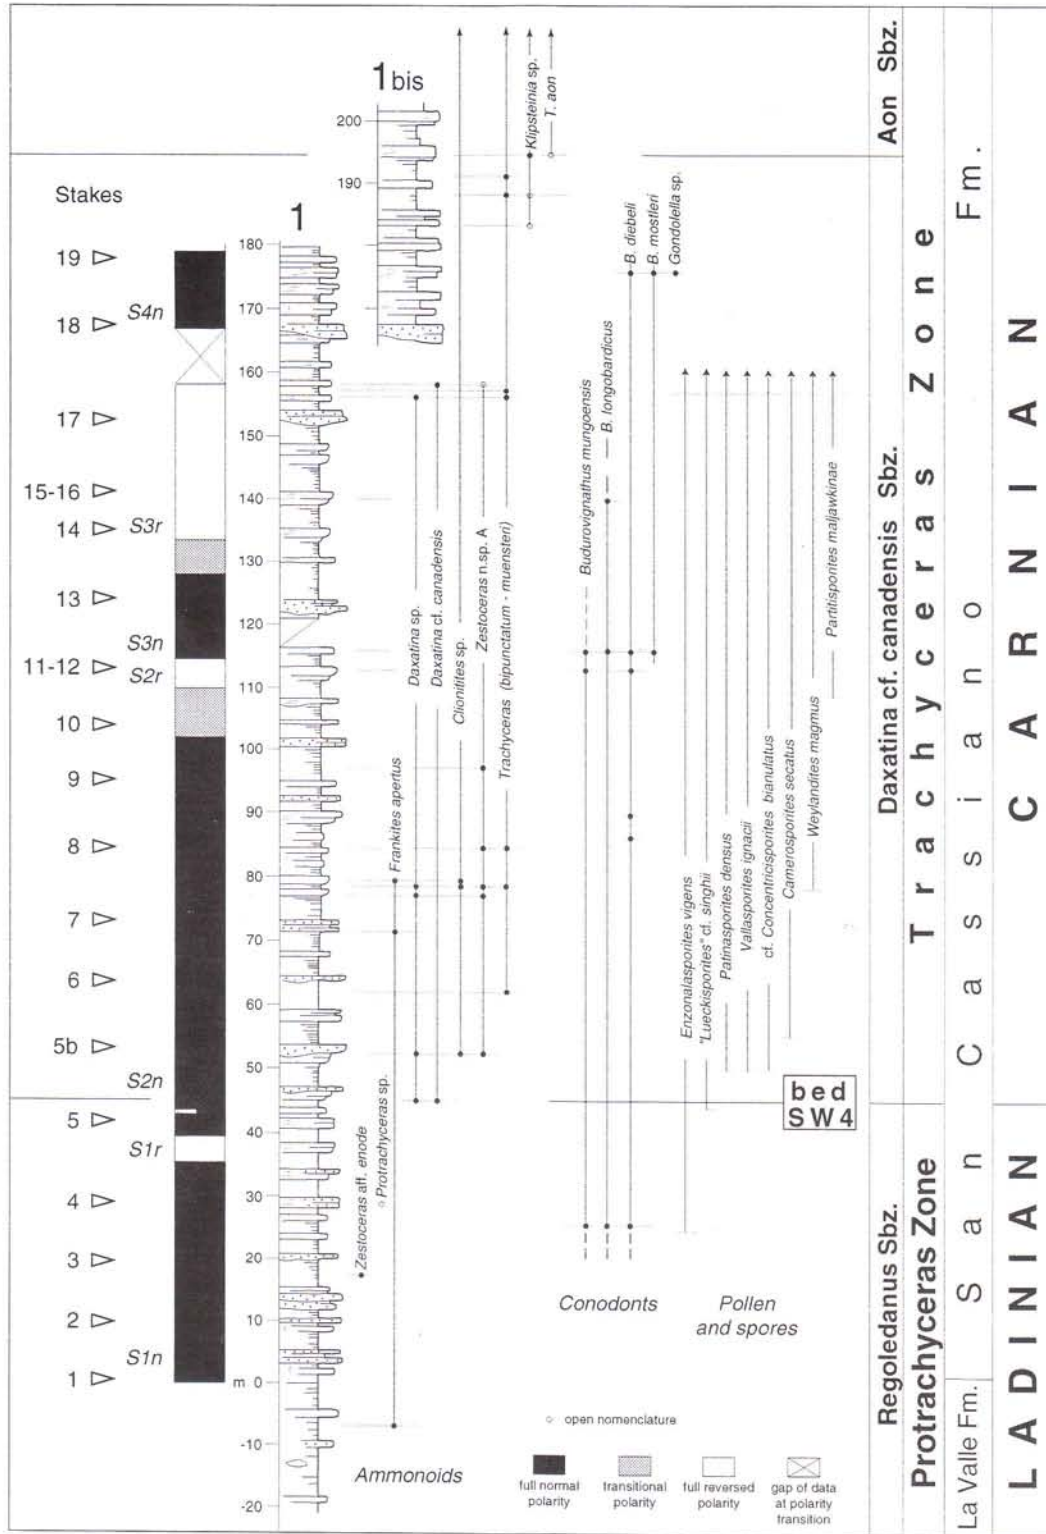 Stakes
19
S4n
18
17
15-16
S3r
14
13
S3n
11-12
S2r
10
9
8
7
6
5b
S2n
5
S1r
4
3
2
S1n
1
1
180
170
160
150
140
130
120
110
100
90
80
70
60
50
40
30
20
10
m 0
-10
-20
1 bis
200
190
Zestoceras aff. enode
Protrachyceras sp.
Frankites apertus
Daxatina sp.
Daxatina cf. canadensis
Clionitites sp.
Zestoceras n.sp. A
Trachyceras (bipunctatum - muensteri)
Klipsteinia sp.
T. aon
Ammonoids
Budurovignathus mungoensis
B. longobardicus
B. diebeli
B. mostleri
Gondolella sp.
Conodonts
Enzonalasporites vigens
"Lueckisporites" cf. singhii
Patinasporites densus
Vallasporites ignacii
cf. Concentricisporites bianulatus
Camerosporites secatus
Weylandites magmus
Partitisporites maljawkinae
Pollen
and spores
bed
SW4
open nomenclature
full normal
polarity
transitional
polarity
full reversed
polarity
gap of data
at polarity
transition
Regoledanus Sbz.
Daxatina cf. canadensis Sbz.
Aon Sbz.
Protrachyceras Zone
Trachyceras Zone
La Valle Fm.
San Cassiano Fm.
LADINIAN
CARNIAN